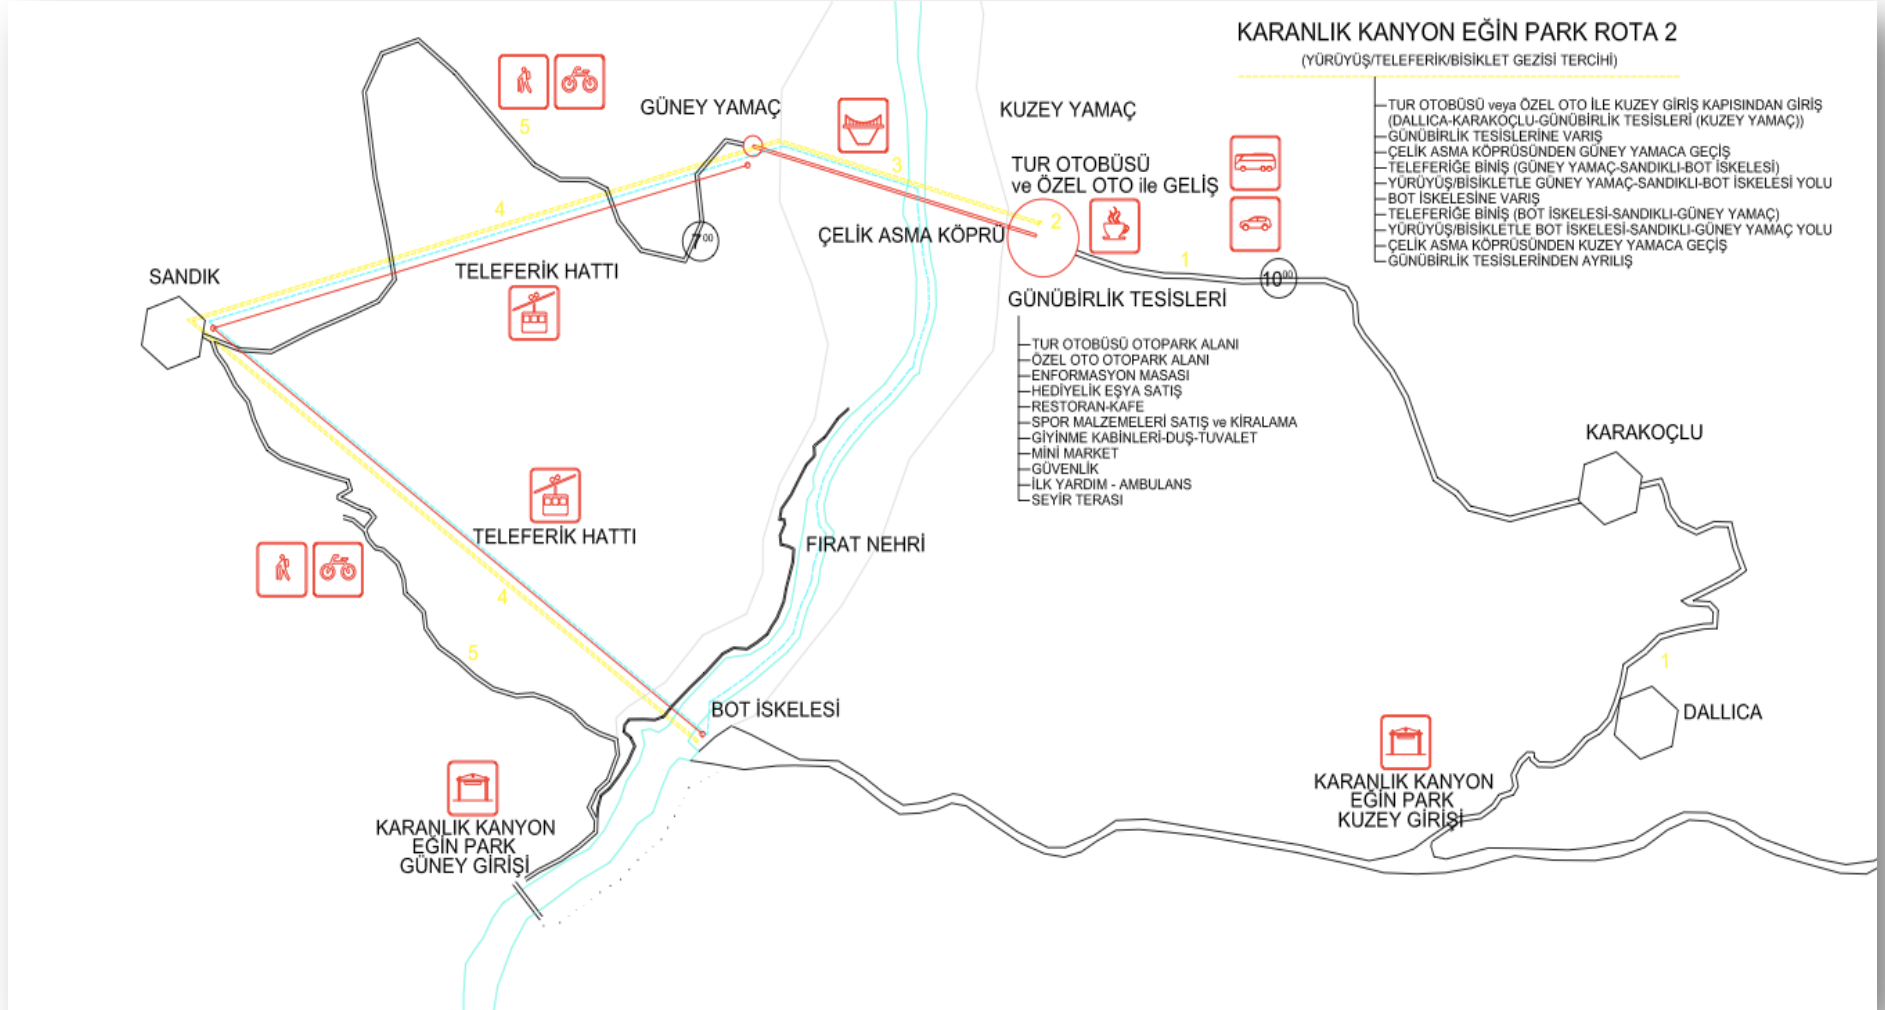 KARANLIK KANYON EĞİN PARK ROTA 2
(YÜRÜYÜŞ/TELEFERİK/BİSİKLET GEZİSİ TERCİHİ)
TUR OTOBÜSÜ veya ÖZEL OTO İLE KUZEY GİRİŞ KAPISINDAN GİRİŞ
(DALLICA-KARAKOÇLU-GÜNÜBİRLİK TESİSLERİ (KUZEY YAMAÇ))
GÜNÜBİRLİK TESİSLERİNE VARIŞ
ÇELİK ASMA KÖPRÜSÜNDEN GÜNEY YAMACA GEÇİŞ
TELEFERİĞE BİNİŞ (GÜNEY YAMAÇ-SANDIKLI-BOT İSKELESİ)
YÜRÜYÜŞ/BİSİKLETLE GÜNEY YAMAÇ-SANDIKLI-BOT İSKELESİ YOLU
BOT İSKELESİNE VARIŞ
TELEFERİĞE BİNİŞ (BOT İSKELESİ-SANDIKLI-GÜNEY YAMAÇ)
YÜRÜYÜŞ/BİSİKLETLE BOT İSKELESİ-SANDIKLI-GÜNEY YAMAÇ YOLU
ÇELİK ASMA KÖPRÜSÜNDEN KUZEY YAMACA GEÇİŞ
GÜNÜBİRLİK TESİSLERİNDEN AYRILIŞ
5
GÜNEY YAMAÇ
KUZEY YAMAÇ
3
TUR OTOBÜSÜ
ve ÖZEL OTO ile GELİŞ
4
2
ÇELİK ASMA KÖPRÜ
7⁰⁰
1
10⁰⁰
SANDIK
TELEFERİK HATTI
GÜNÜBİRLİK TESİSLERİ
TUR OTOBÜSÜ OTOPARK ALANI
ÖZEL OTO OTOPARK ALANI
ENFORMASYON MASASI
HEDİYELİK EŞYA SATIŞ
RESTORAN-KAFE
SPOR MALZEMELERİ SATIŞ ve KİRALAMA
GİYİNME KABİNLERİ-DUŞ-TUVALET
MİNİ MARKET
GÜVENLİK
İLK YARDIM - AMBULANS
SEYİR TERASI
KARAKOÇLU
TELEFERİK HATTI
FIRAT NEHRİ
4
5
1
BOT İSKELESİ
DALLICA
KARANLIK KANYON
EĞİN PARK
KUZEY GİRİŞİ
KARANLIK KANYON
EĞİN PARK
GÜNEY GİRİŞİ